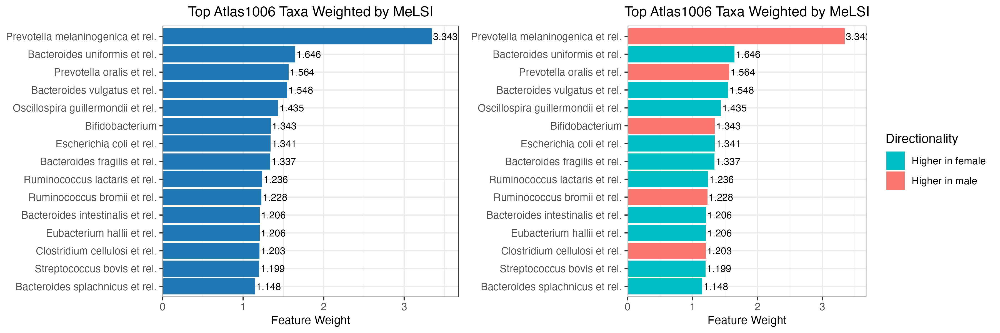 Top Atlas1006 Taxa Weighted by MeLSI
Prevotella melaninogenica et rel. 3.343
Bacteroides uniformis et rel. 1.646
Prevotella oralis et rel. 1.564
Bacteroides vulgatus et rel. 1.548
Oscillospira guillermondii et rel. 1.435
Bifidobacterium 1.343
Escherichia coli et rel. 1.341
Bacteroides fragilis et rel. 1.337
Ruminococcus lactaris et rel. 1.236
Ruminococcus bromii et rel. 1.228
Bacteroides intestinalis et rel. 1.206
Eubacterium hallii et rel. 1.206
Clostridium cellulosi et rel. 1.203
Streptococcus bovis et rel. 1.199
Bacteroides splachnicus et rel. 1.148
0 1 2 3
Feature Weight
Top Atlas1006 Taxa Weighted by MeLSI
Prevotella melaninogenica et rel.
Bacteroides uniformis et rel. 1.646
Prevotella oralis et rel. 1.564
Bacteroides vulgatus et rel. 1.548
Oscillospira guillermondii et rel. 1.435
Bifidobacterium 1.343
Escherichia coli et rel. 1.341
Bacteroides fragilis et rel. 1.337
Ruminococcus lactaris et rel. 1.236
Ruminococcus bromii et rel. 1.228
Bacteroides intestinalis et rel. 1.206
Eubacterium hallii et rel. 1.206
Clostridium cellulosi et rel. 1.203
Streptococcus bovis et rel. 1.199
Bacteroides splachnicus et rel. 1.148
0 1 2 3
Feature Weight
Directionality
Higher in female
Higher in male